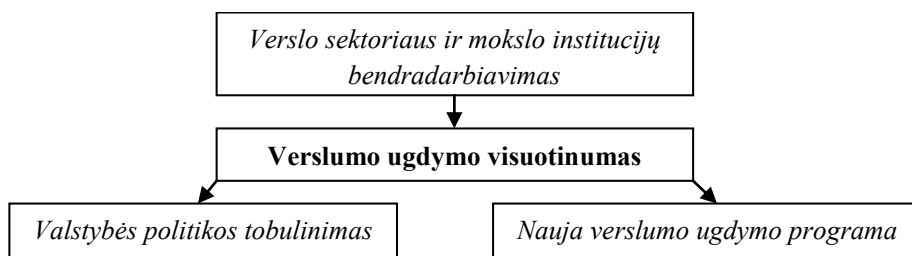 Verslo sektoriaus ir mokslo institucijų
bendradarbiavimas
Verslumo ugdymo visuotinumas
Valstybės politikos tobulinimas
Nauja verslumo ugdymo programa